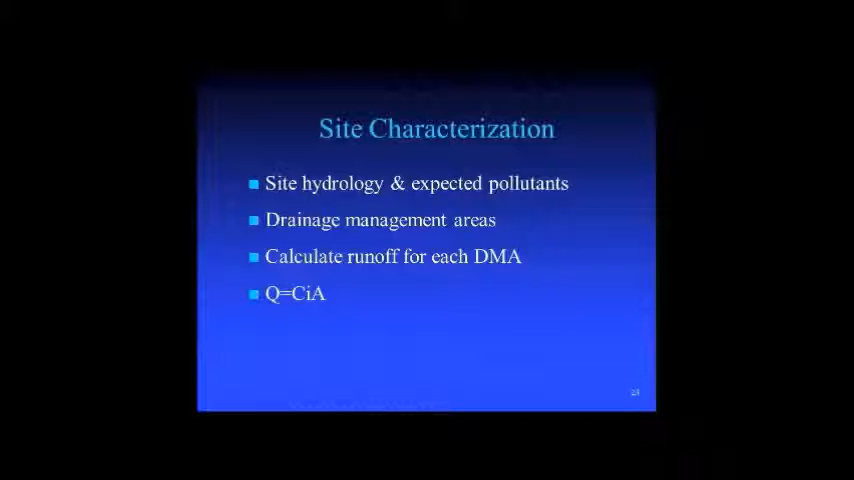 Site Characterization
Site hydrology & expected pollutants
Drainage management areas
Calculate runoff for each DMA
Q=CiA